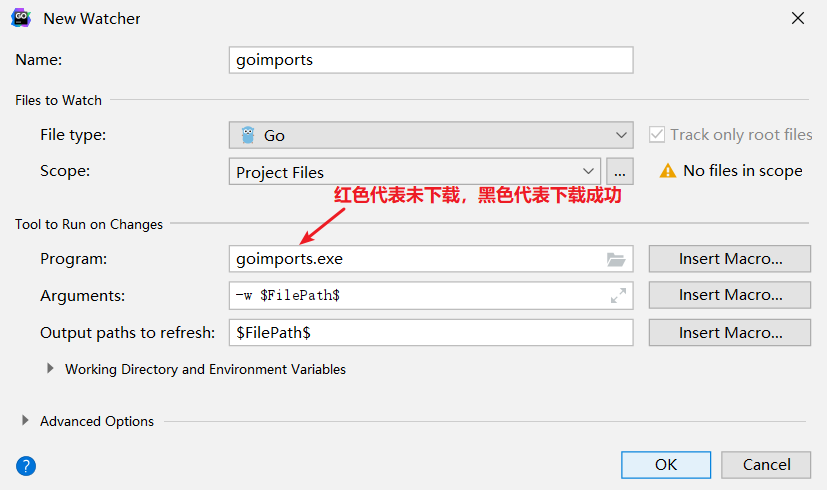 New Watcher
Name: goimports
Files to Watch
File type: Go Track only root files
Scope: Project Files ... No files in scope
红色代表未下载，黑色代表下载成功
Tool to Run on Changes
Program: goimports.exe Insert Macro...
Arguments: -w $FilePath$ Insert Macro...
Output paths to refresh: $FilePath$ Insert Macro...
Working Directory and Environment Variables
Advanced Options
? OK Cancel